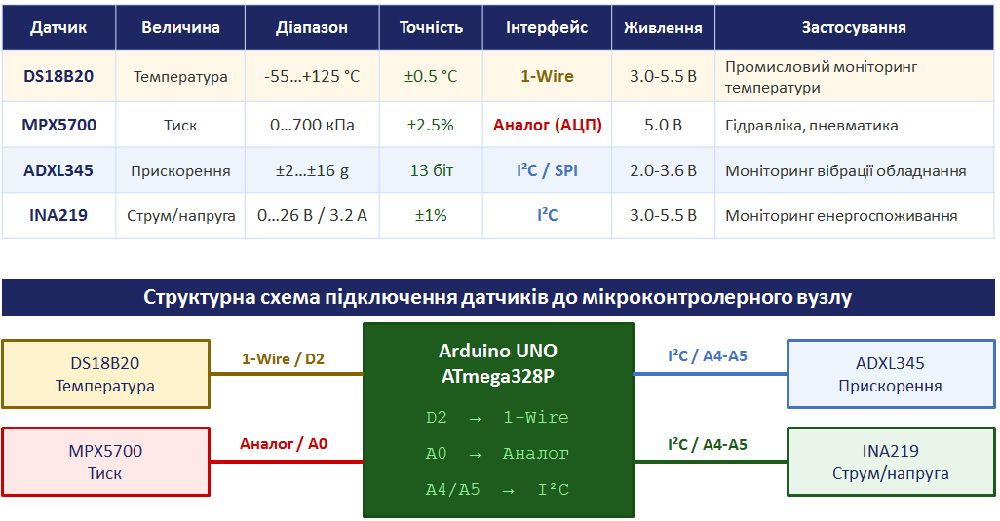 Датчик Величина Діапазон Точність Інтерфейс Живлення Застосування
DS18B20 Температура -55…+125 °C ±0.5 °C 1-Wire 3.0-5.5 В Промисловий моніторинг
температури
MPX5700 Тиск 0…700 кПа ±2.5% Аналог (АЦП) 5.0 В Гідравліка, пневматика
ADXL345 Прискорення ±2…±16 g 13 біт I²C / SPI 2.0-3.6 В Моніторинг вібрації обладнання
INA219 Струм/напруга 0…26 В / 3.2 А ±1% I²C 3.0-5.5 В Моніторинг енергоспоживання
Структурна схема підключення датчиків до мікроконтролерного вузлу
DS18B20
Температура
1-Wire / D2
MPX5700
Тиск
Аналог / A0
Arduino UNO
ATmega328P
D2 → 1-Wire
A0 → Аналог
A4/A5 → I²C
I²C / A4-A5
ADXL345
Прискорення
I²C / A4-A5
INA219
Струм/напруга